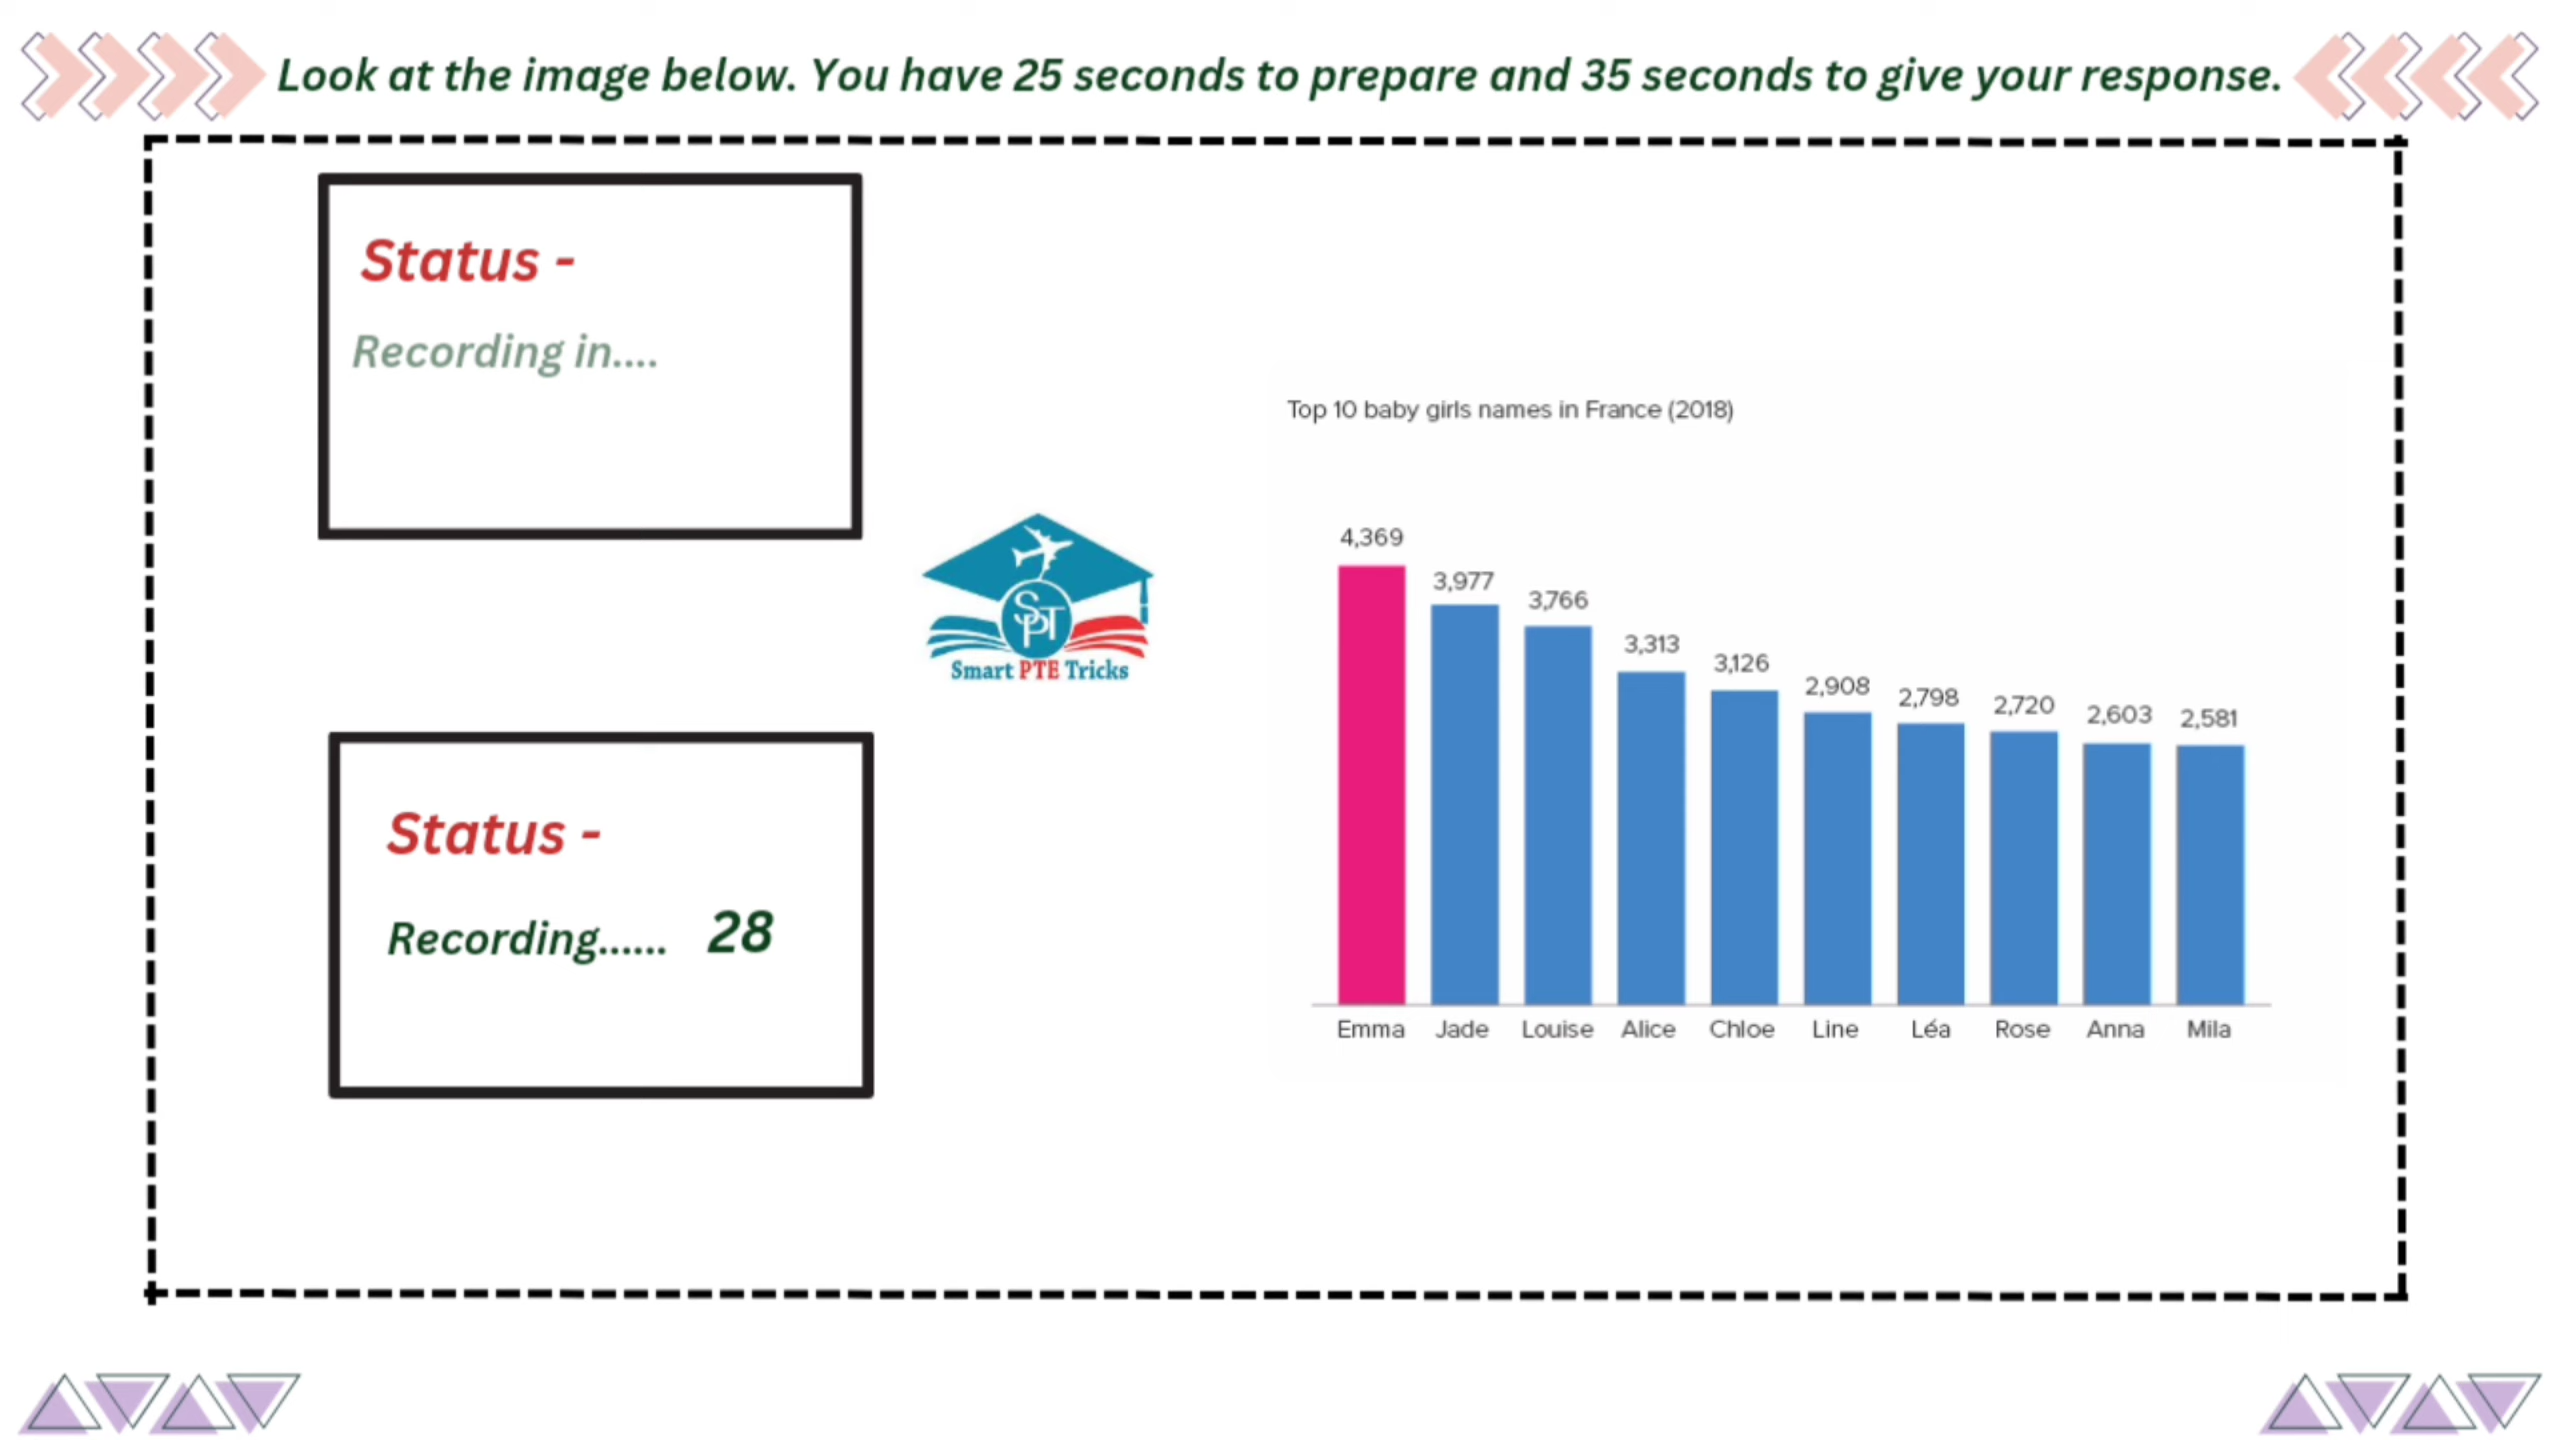 Look at the image below. You have 25 seconds to prepare and 35 seconds to give your response.
Status -
Recording in....
Status -
Recording...... 28
SPT
Smart PTE Tricks
Top 10 baby girls names in France (2018)
4,369
3,977
3,766
3,313
3,126
2,908
2,798
2,720
2,603
2,581
Emma Jade Louise Alice Chloe Line Léa Rose Anna Mila